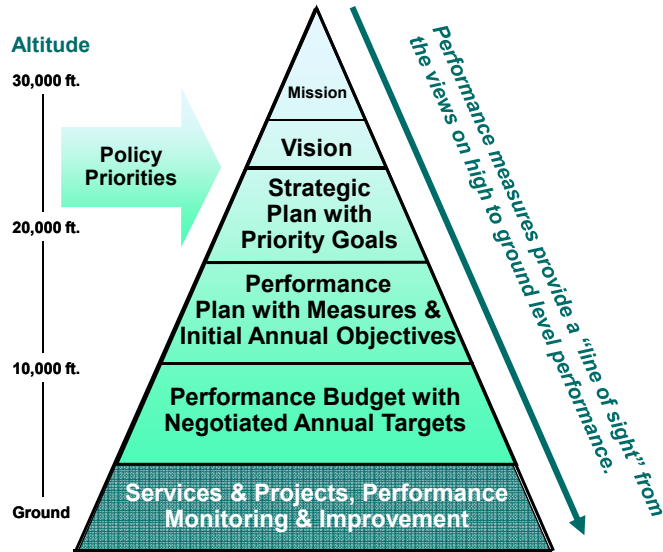 Altitude
30,000 ft.
20,000 ft.
10,000 ft.
Ground
Policy
Priorities
Mission
Vision
Strategic
Plan with
Priority Goals
Performance
Plan with Measures &
Initial Annual Objectives
Performance Budget with
Negotiated Annual Targets
Services & Projects, Performance
Monitoring & Improvement
Performance measures provide a “line of sight” from
the views on high to ground level performance.